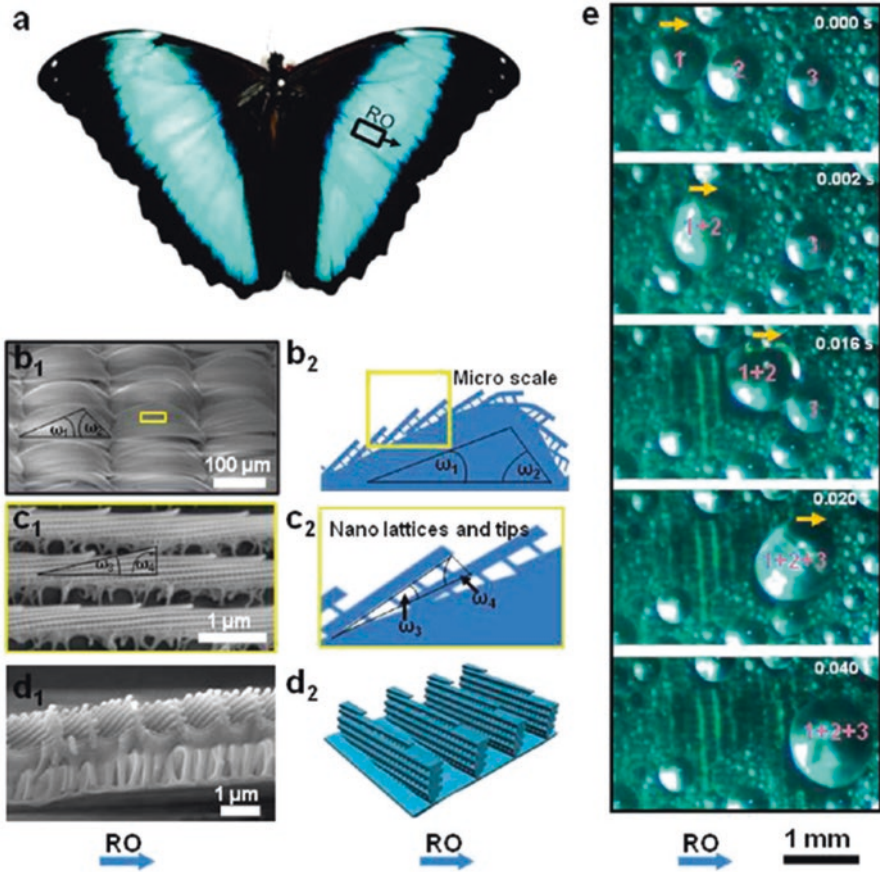 a
RO
b1
ω1
ω2
100 μm
b2
Micro scale
ω1
ω2
c1
ω3
ω4
1 μm
c2
Nano lattices and tips
ω3
ω4
d1
1 μm
d2
RO
RO
e
0.000 s
1
2
3
0.002 s
1+2
3
0.016 s
1+2
3
0.020 s
1+2+3
0.040 s
1+2+3
RO
1 mm